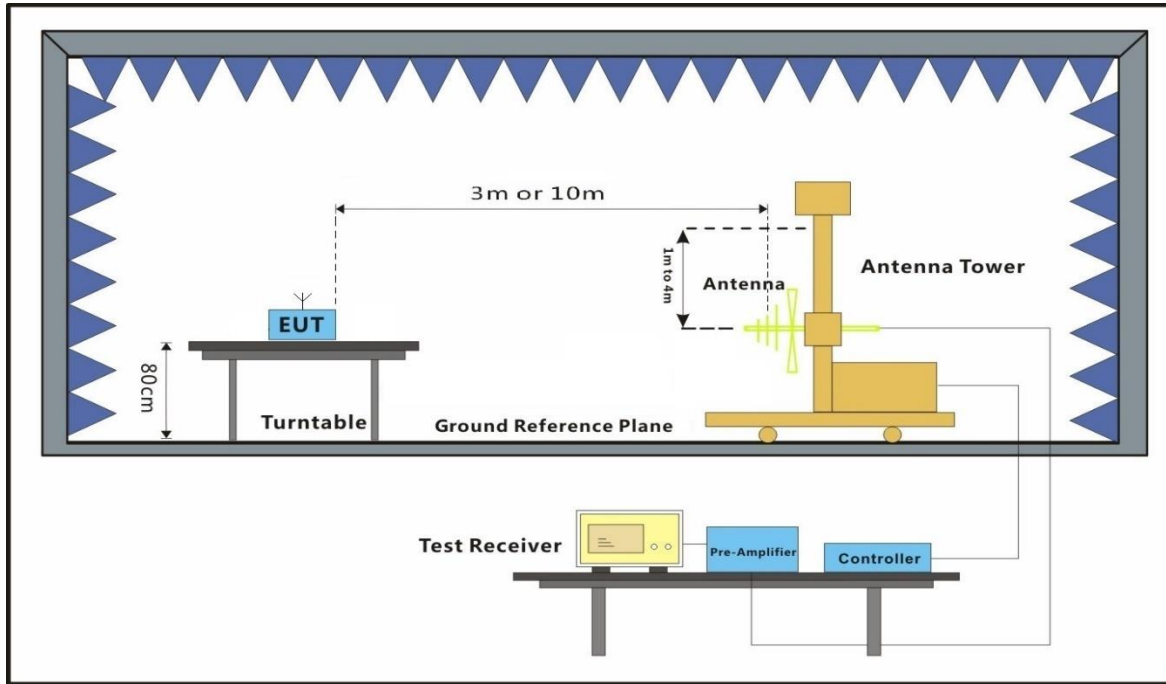 3m or 10m
1m to 4m
Antenna
Antenna Tower
EUT
80cm
Turntable
Ground Reference Plane
Test Receiver
Pre-Amplifier
Controller